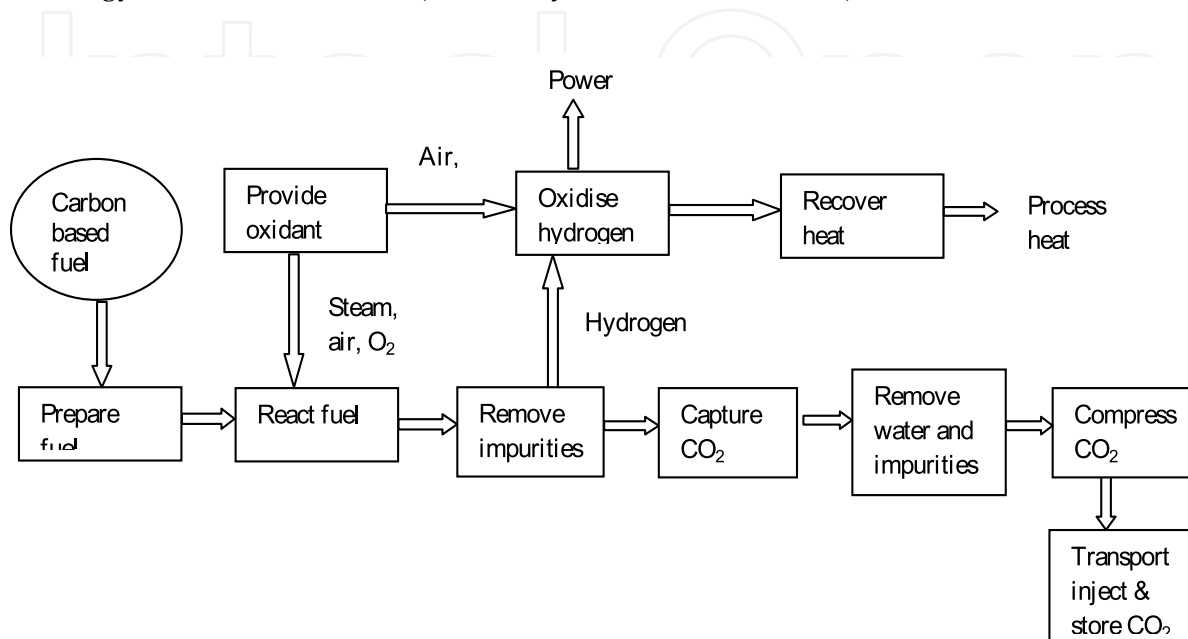 Power
Air,
Carbon
based
fuel
Provide
oxidant
Oxidise
hydrogen
Recover
heat
Process
heat
Steam,
air, O₂
Hydrogen
Prepare
fuel
React fuel
Remove
impurities
Capture
CO₂
Remove
water and
impurities
Compress
CO₂
Transport
inject &
store CO₂